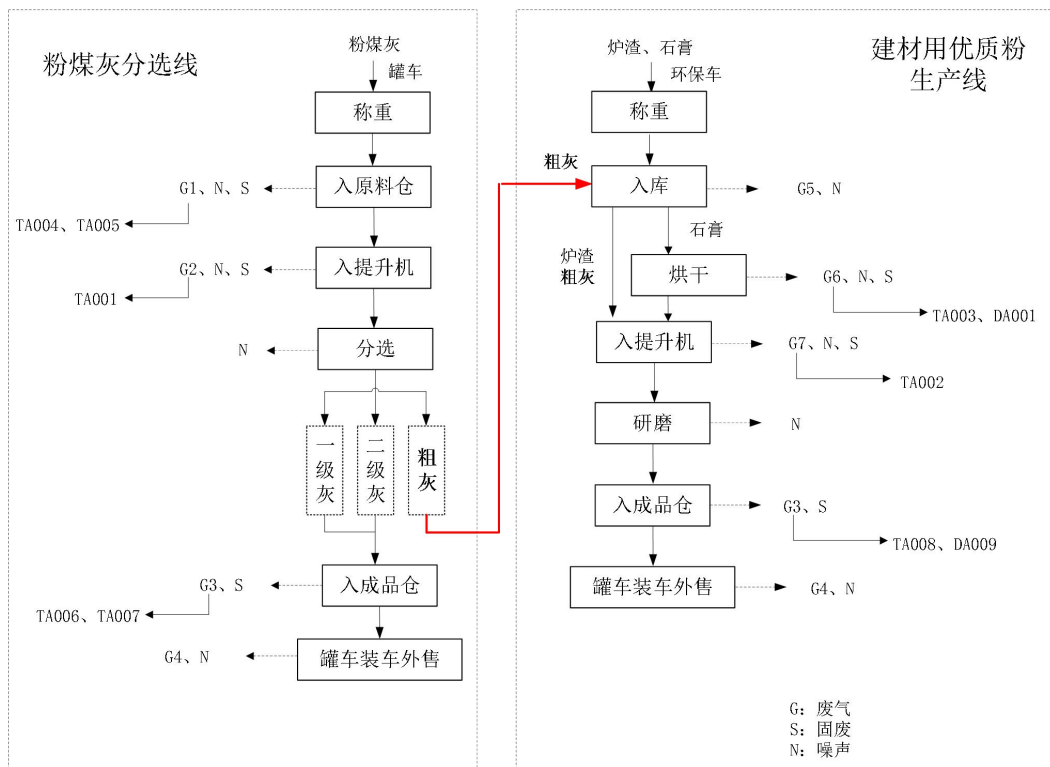 粉煤灰分选线
粉煤灰
罐车
称重
入原料仓
G1、N、S
TA004、TA005
入提升机
G2、N、S
TA001
分选
N
一级灰
二级灰
粗灰
入成品仓
G3、S
TA006、TA007
罐车装车外售
G4、N
建材用优质粉
生产线
炉渣、石膏
环保车
称重
粗灰
入库
G5、N
石膏
炉渣
粗灰
烘干
G6、N、S
TA003、DA001
入提升机
G7、N、S
TA002
研磨
N
入成品仓
G3、S
TA008、DA009
罐车装车外售
G4、N
G：废气
S：固废
N：噪声